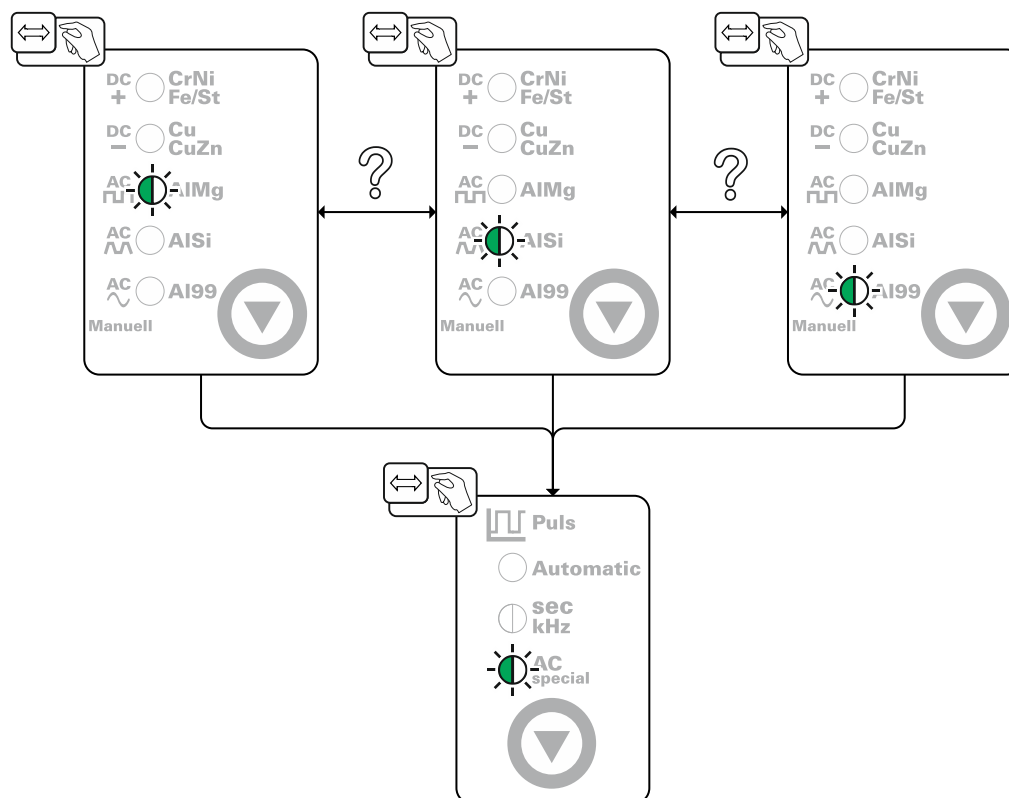 DC CrNi
+ Fe/St
DC Cu
− CuZn
AC AlMg
AC AlSi
AC Al99
Manuell
?
DC CrNi
+ Fe/St
DC Cu
− CuZn
AC AlMg
AC AlSi
AC Al99
Manuell
?
DC CrNi
+ Fe/St
DC Cu
− CuZn
AC AlMg
AC AlSi
AC Al99
Manuell
Puls
Automatic
sec
kHz
AC
special